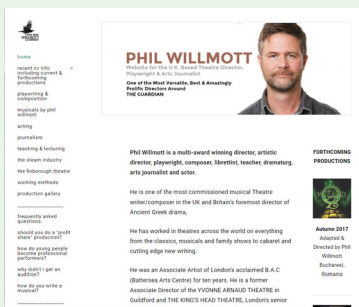 PHIL WILLMOTT
home
recent cv info
including current &
forthcoming
productions
playwriting &
composition
musicals by phil
willmott
acting
journalism
teaching & lecturing
the steam industry
the finborough theatre
working methods
production gallery
frequently asked
questions:
should you do a "profit
share" production?
how do young people
become professional
performers?
why didn't i get an
audition?
how do you write a
musical?
PHIL WILLMOTT
Website for the U.K. Based Theatre Director,
Playwright & Arts Journalist
One of the Most Versatile, Best & Amazingly
Prolific Directors Around
THE GUARDIAN
Phil Willmott is a multi-award winning director, artistic
director, playwright, composer, librettist, teacher, dramaturg,
arts journalist and actor.
He is one of the most commissioned musical Theatre
writer/composer in the UK and Britain's foremost director of
Ancient Greek drama,
He has worked in theatres across the world on everything
from the classics, musicals and family shows to cabaret and
cutting edge new writing.
He was an Associate Artist of London's acclaimed B.A.C
(Battersea Arts Centre) for ten years. He is a former
Associate Director of the YVONNE ARNAUD THEATRE in
Guildford and THE KING'S HEAD THEATRE, London's senior
FORTHCOMING
PRODUCTIONS
Autumn 2017
Adapted &
Directed by Phil
Willmott
Bucharest,
Romania